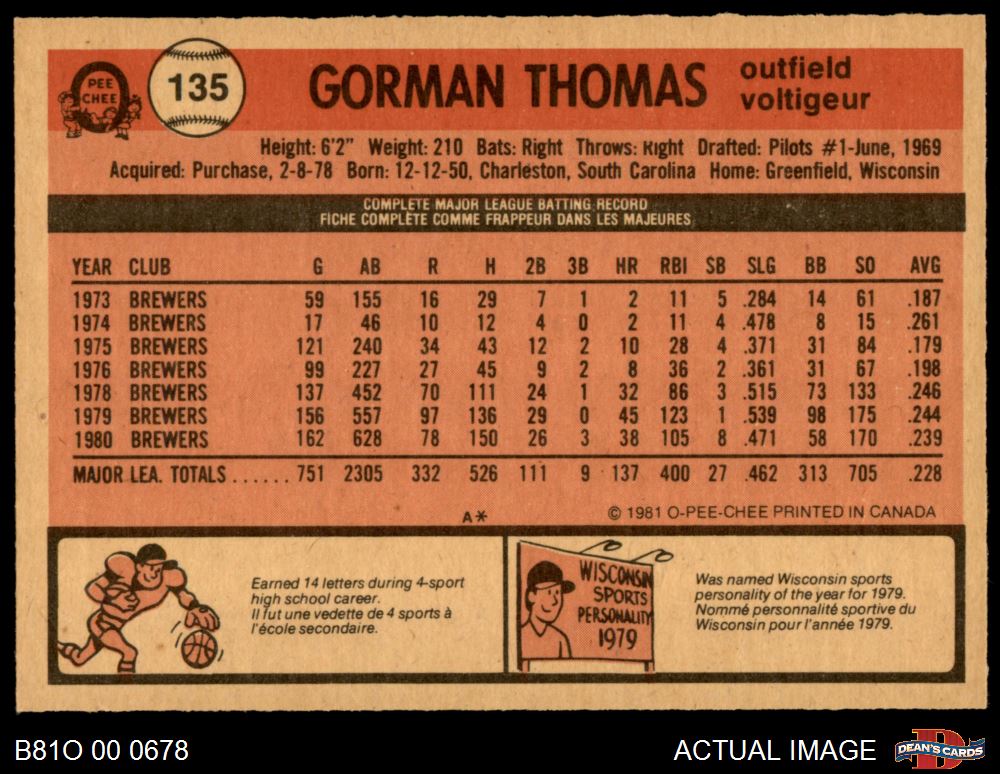 PEE
CHEE
135
GORMAN THOMAS
outfield
voltigeur
Height: 6'2" Weight: 210 Bats: Right Throws: Right Drafted: Pilots #1-June, 1969
Acquired: Purchase, 2-8-78 Born: 12-12-50, Charleston, South Carolina Home: Greenfield, Wisconsin
COMPLETE MAJOR LEAGUE BATTING RECORD
FICHE COMPLÈTE COMME FRAPPEUR DANS LES MAJEURES
YEAR CLUB G AB R H 2B 3B HR RBI SB SLG BB SO AVG
1973 BREWERS 59 155 16 29 7 1 2 11 5 .284 14 61 .187
1974 BREWERS 17 46 10 12 4 0 2 11 4 .478 8 15 .261
1975 BREWERS 121 240 34 43 12 2 10 28 4 .371 31 84 .179
1976 BREWERS 99 227 27 45 9 2 8 36 2 .361 31 67 .198
1978 BREWERS 137 452 70 111 24 1 32 86 3 .515 73 133 .246
1979 BREWERS 156 557 97 136 29 0 45 123 1 .539 98 175 .244
1980 BREWERS 162 628 78 150 26 3 38 105 8 .471 58 170 .239
MAJOR LEA. TOTALS ...... 751 2305 332 526 111 9 137 400 27 .462 313 705 .228
A* © 1981 O-PEE-CHEE PRINTED IN CANADA
Earned 14 letters during 4-sport
high school career.
Il fut une vedette de 4 sports à
l'école secondaire.
WISCONSIN
SPORTS
PERSONALITY
1979
Was named Wisconsin sports
personality of the year for 1979.
Nommé personnalité sportive du
Wisconsin pour l'année 1979.
B81O 00 0678
ACTUAL IMAGE
D
DEAN'S CARDS